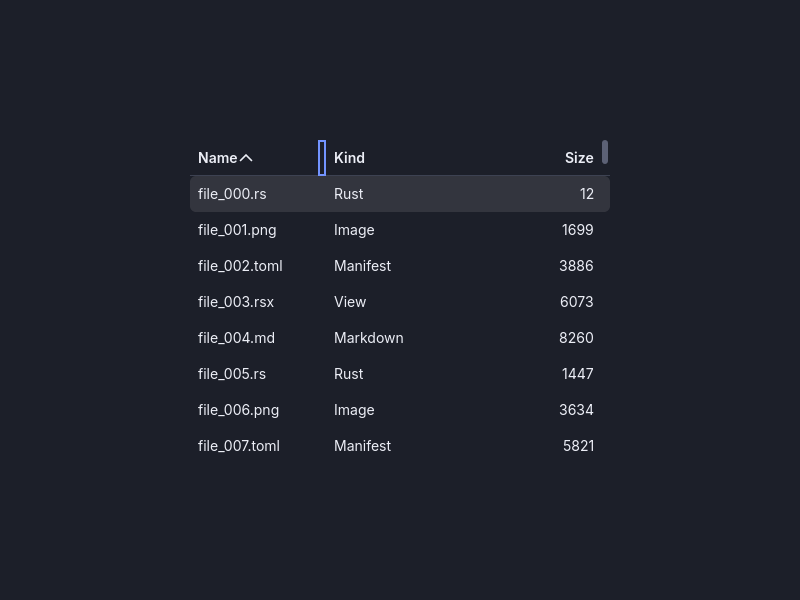 Name Kind Size
file_000.rs Rust 12
file_001.png Image 1699
file_002.toml Manifest 3886
file_003.rsx View 6073
file_004.md Markdown 8260
file_005.rs Rust 1447
file_006.png Image 3634
file_007.toml Manifest 5821